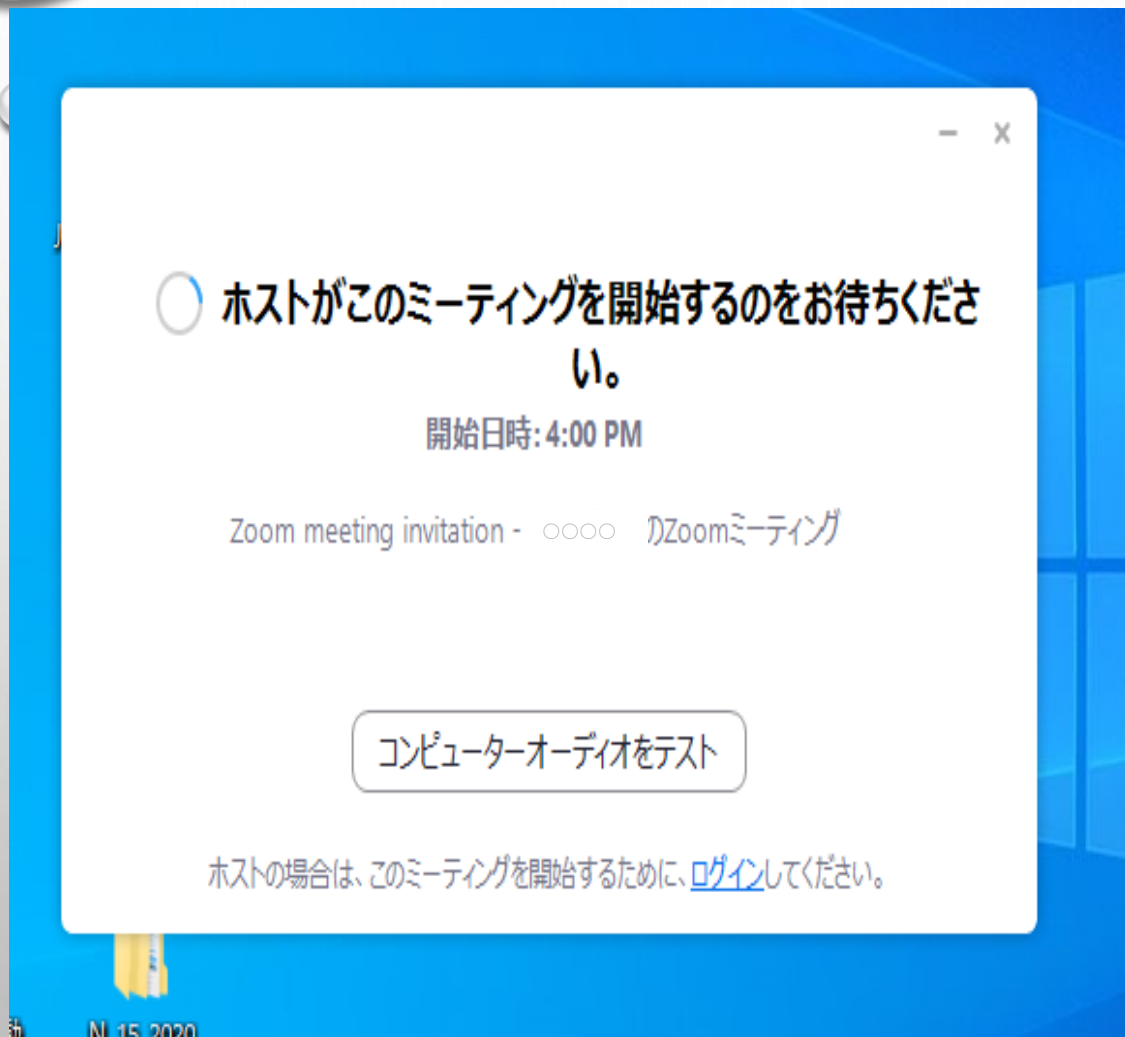 ホストがこのミーティングを開始するのをお待ちくださ
い。
開始日時: 4:00 PM
Zoom meeting invitation - ○○○○ のZoomミーティング
コンピューターオーディオをテスト
ホストの場合は、このミーティングを開始するために、ログインしてください。